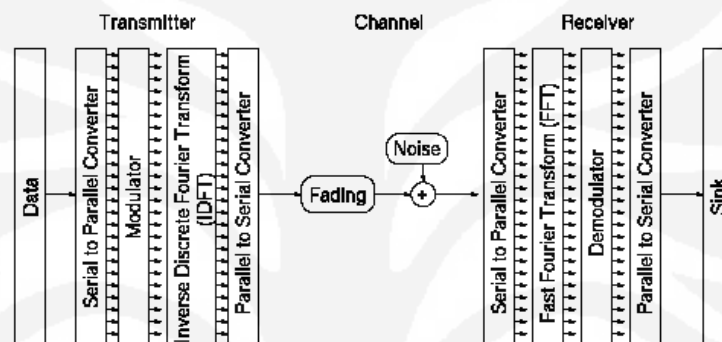 Transmitter
Channel
Receiver
Data
Serial to Parallel Converter
Modulator
Inverse Discrete Fourier Transform
(IDFT)
Parallel to Serial Converter
Fading
Noise
+
Serial to Parallel Converter
Fast Fourier Transform (FFT)
Demodulator
Parallel to Serial Converter
Sink